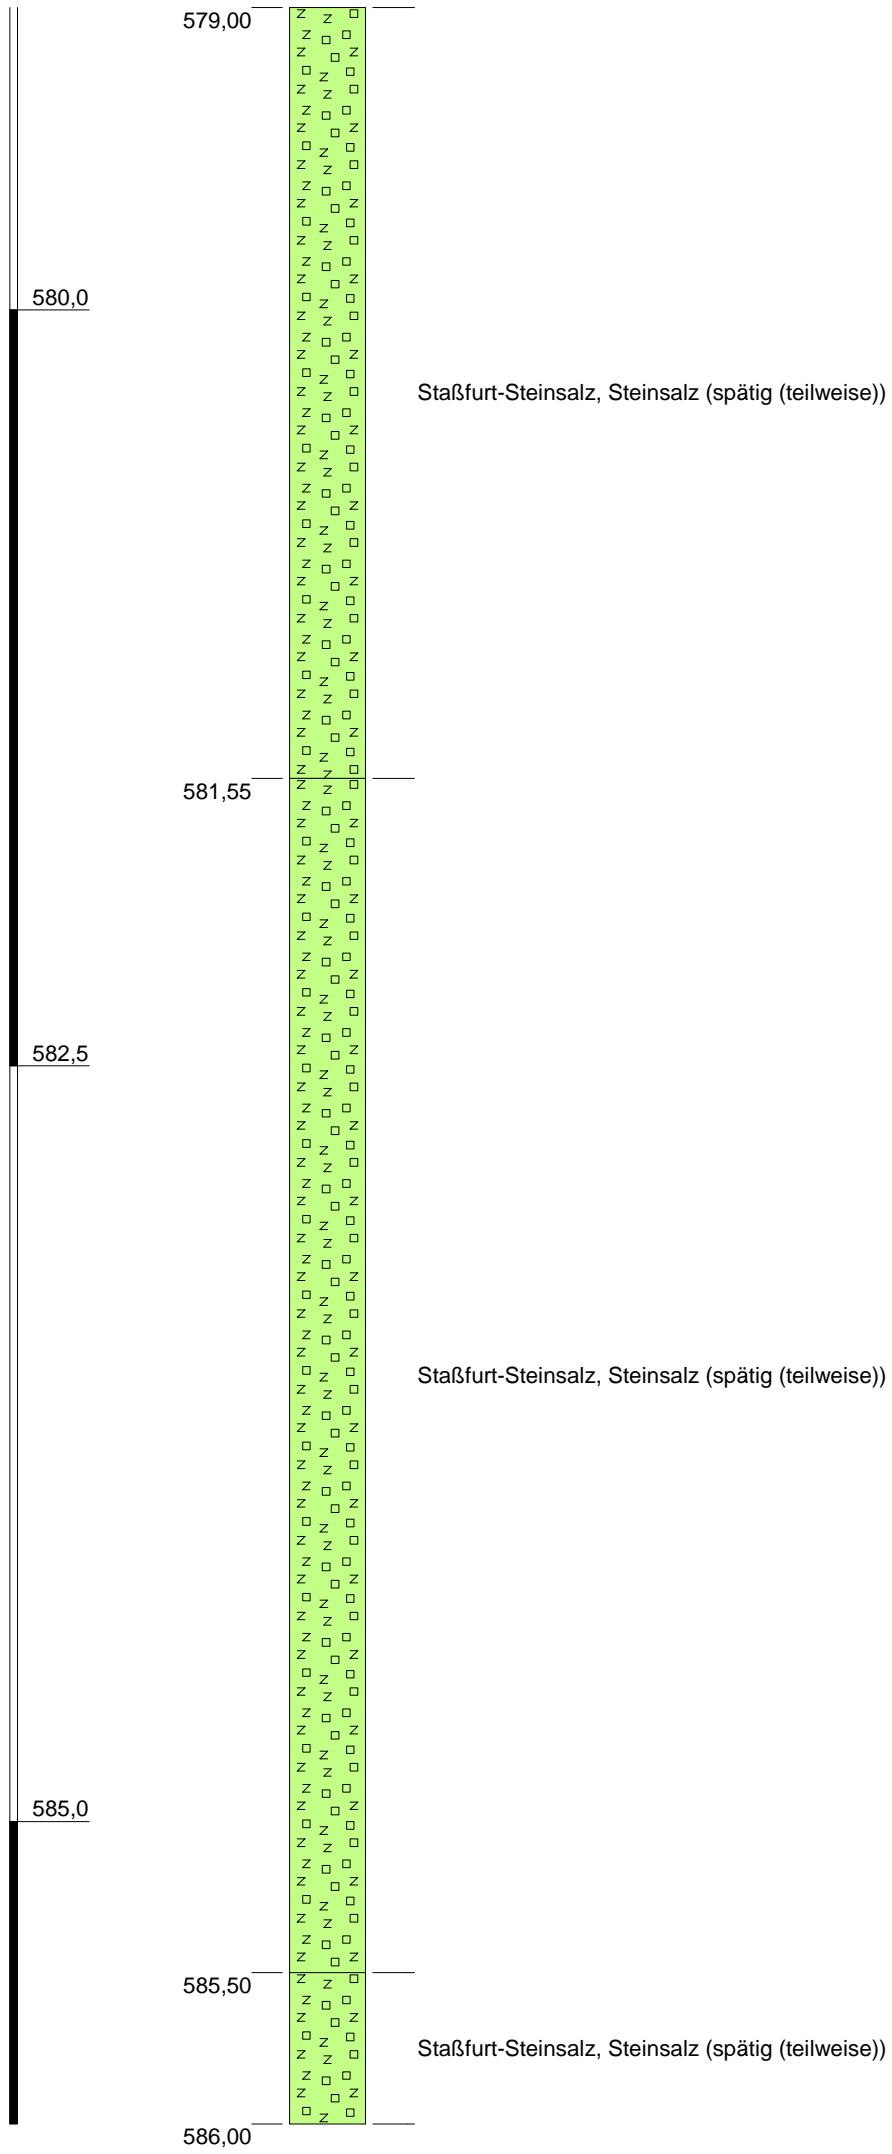 579,00
580,0
Staßfurt-Steinsalz, Steinsalz (spätig (teilweise))
581,55
582,5
Staßfurt-Steinsalz, Steinsalz (spätig (teilweise))
585,0
585,50
Staßfurt-Steinsalz, Steinsalz (spätig (teilweise))
586,00